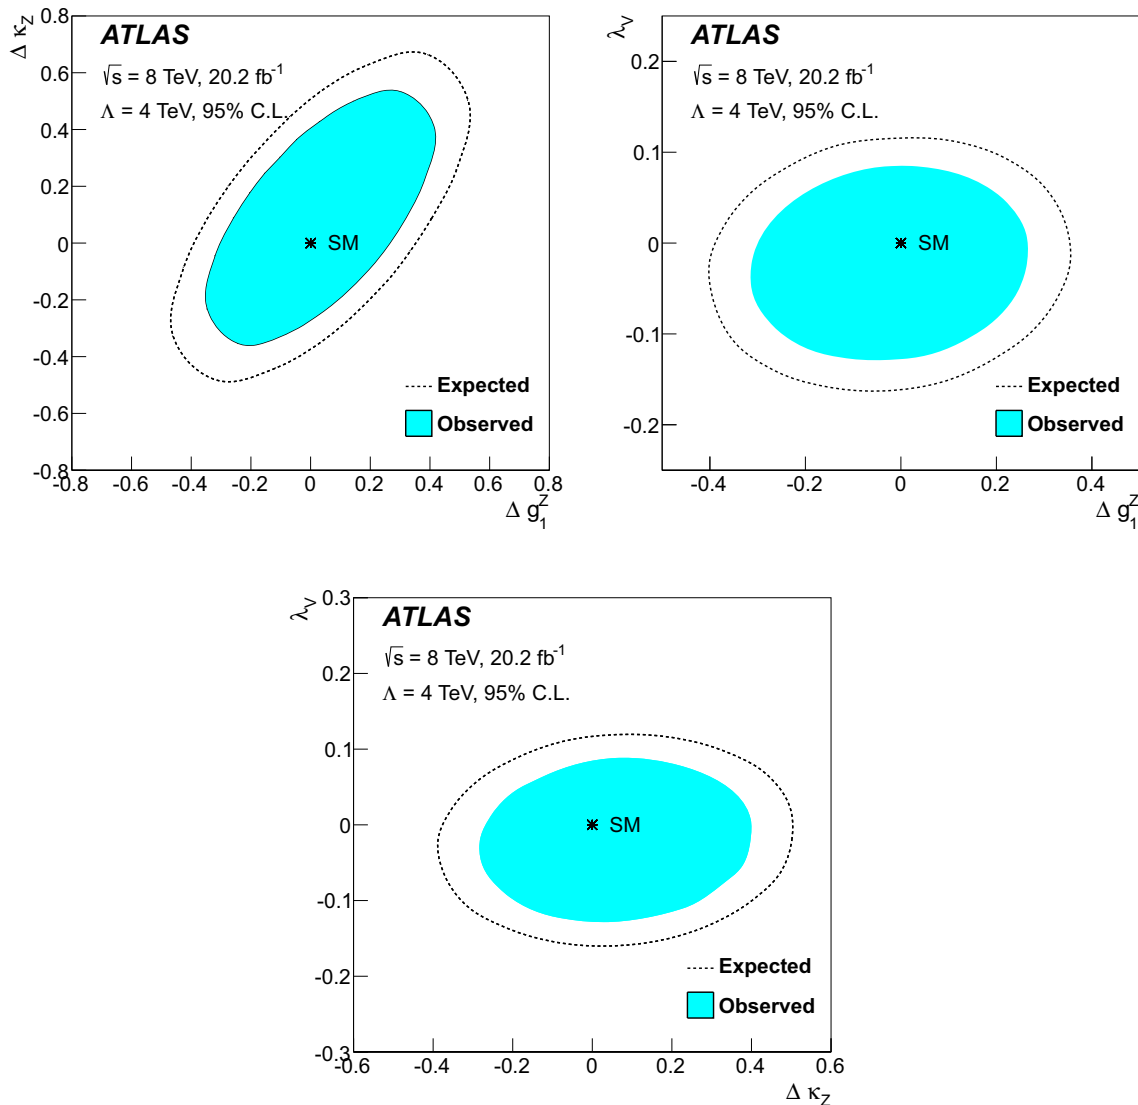 Δ κ_Z
0.8
0.6
0.4
0.2
0
-0.2
-0.4
-0.6
-0.8
ATLAS
√s = 8 TeV, 20.2 fb⁻¹
Λ = 4 TeV, 95% C.L.
SM
Expected
Observed
-0.8 -0.6 -0.4 -0.2 0 0.2 0.4 0.6 0.8
Δ g₁ᶻ
λ_V
0.2
0.1
0
-0.1
-0.2
ATLAS
√s = 8 TeV, 20.2 fb⁻¹
Λ = 4 TeV, 95% C.L.
SM
Expected
Observed
-0.4 -0.2 0 0.2 0.4
Δ g₁ᶻ
λ_V
0.3
0.2
0.1
0
-0.1
-0.2
-0.3
ATLAS
√s = 8 TeV, 20.2 fb⁻¹
Λ = 4 TeV, 95% C.L.
SM
Expected
Observed
-0.6 -0.4 -0.2 0 0.2 0.4 0.6
Δ κ_Z